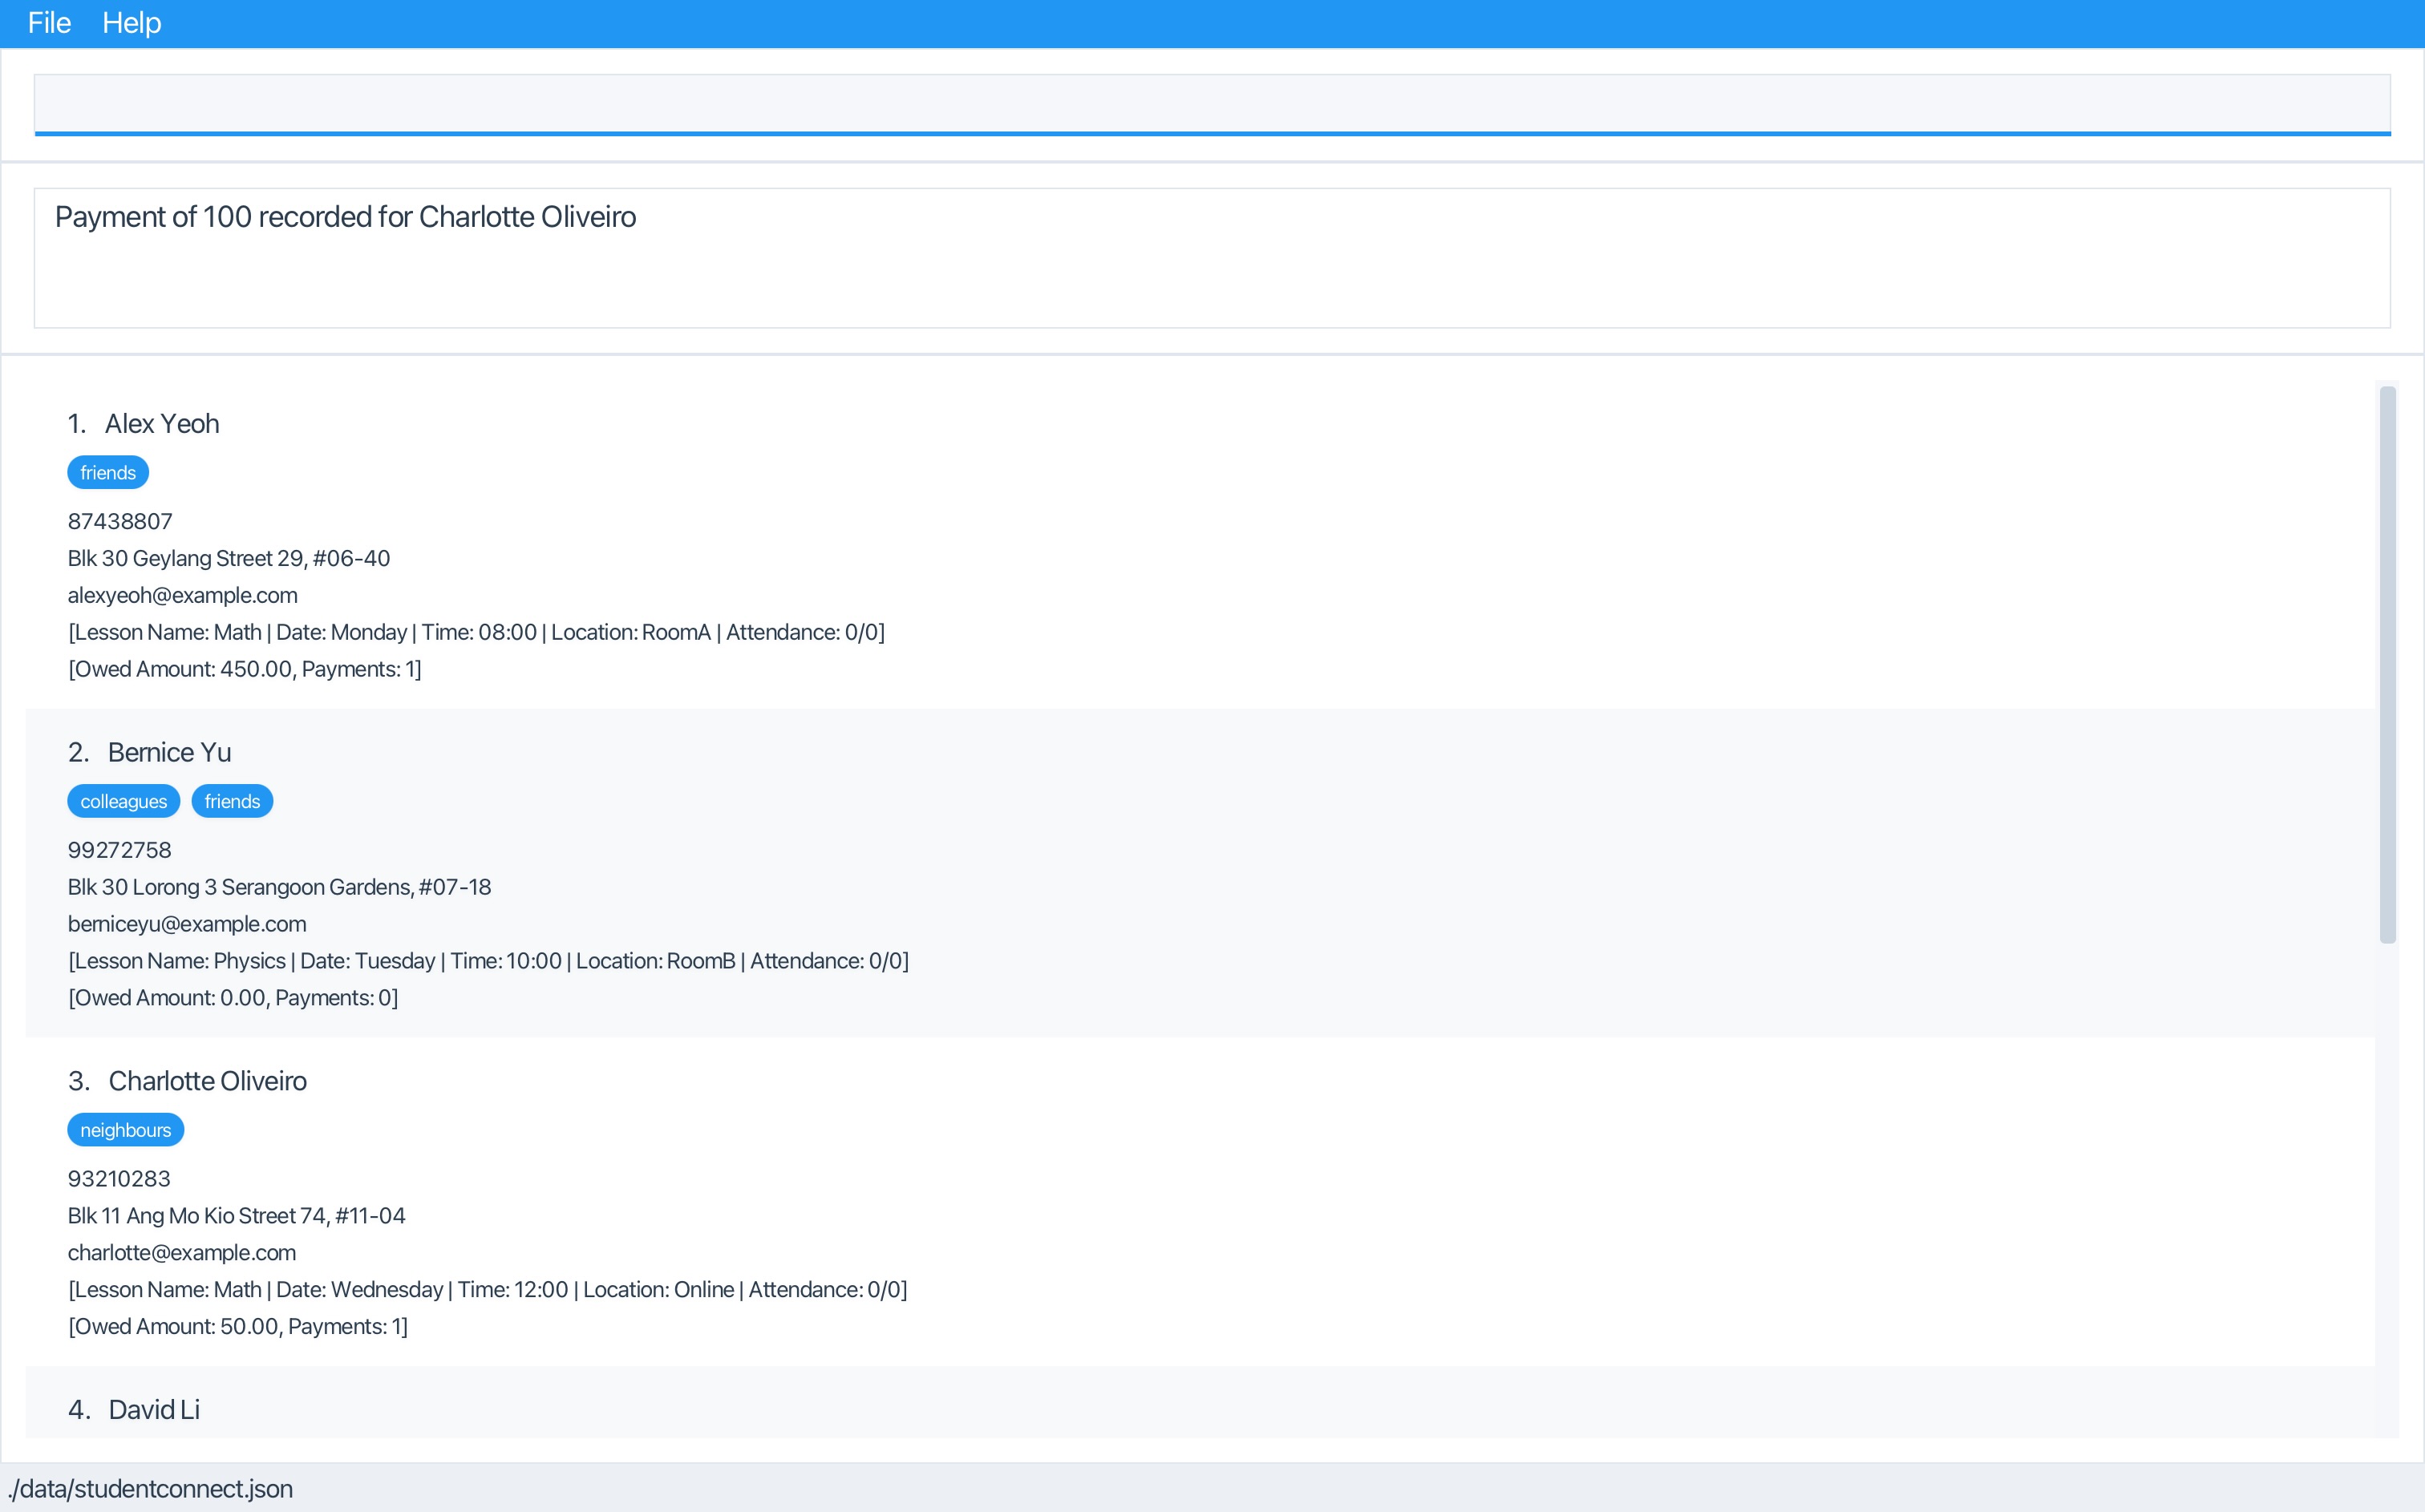 File Help
Payment of 100 recorded for Charlotte Oliveiro
1. Alex Yeoh
friends
87438807
Blk 30 Geylang Street 29, #06-40
alexyeoh@example.com
[Lesson Name: Math | Date: Monday | Time: 08:00 | Location: RoomA | Attendance: 0/0]
[Owed Amount: 450.00, Payments: 1]
2. Bernice Yu
colleagues friends
99272758
Blk 30 Lorong 3 Serangoon Gardens, #07-18
berniceyu@example.com
[Lesson Name: Physics | Date: Tuesday | Time: 10:00 | Location: RoomB | Attendance: 0/0]
[Owed Amount: 0.00, Payments: 0]
3. Charlotte Oliveiro
neighbours
93210283
Blk 11 Ang Mo Kio Street 74, #11-04
charlotte@example.com
[Lesson Name: Math | Date: Wednesday | Time: 12:00 | Location: Online | Attendance: 0/0]
[Owed Amount: 50.00, Payments: 1]
4. David Li
./data/studentconnect.json